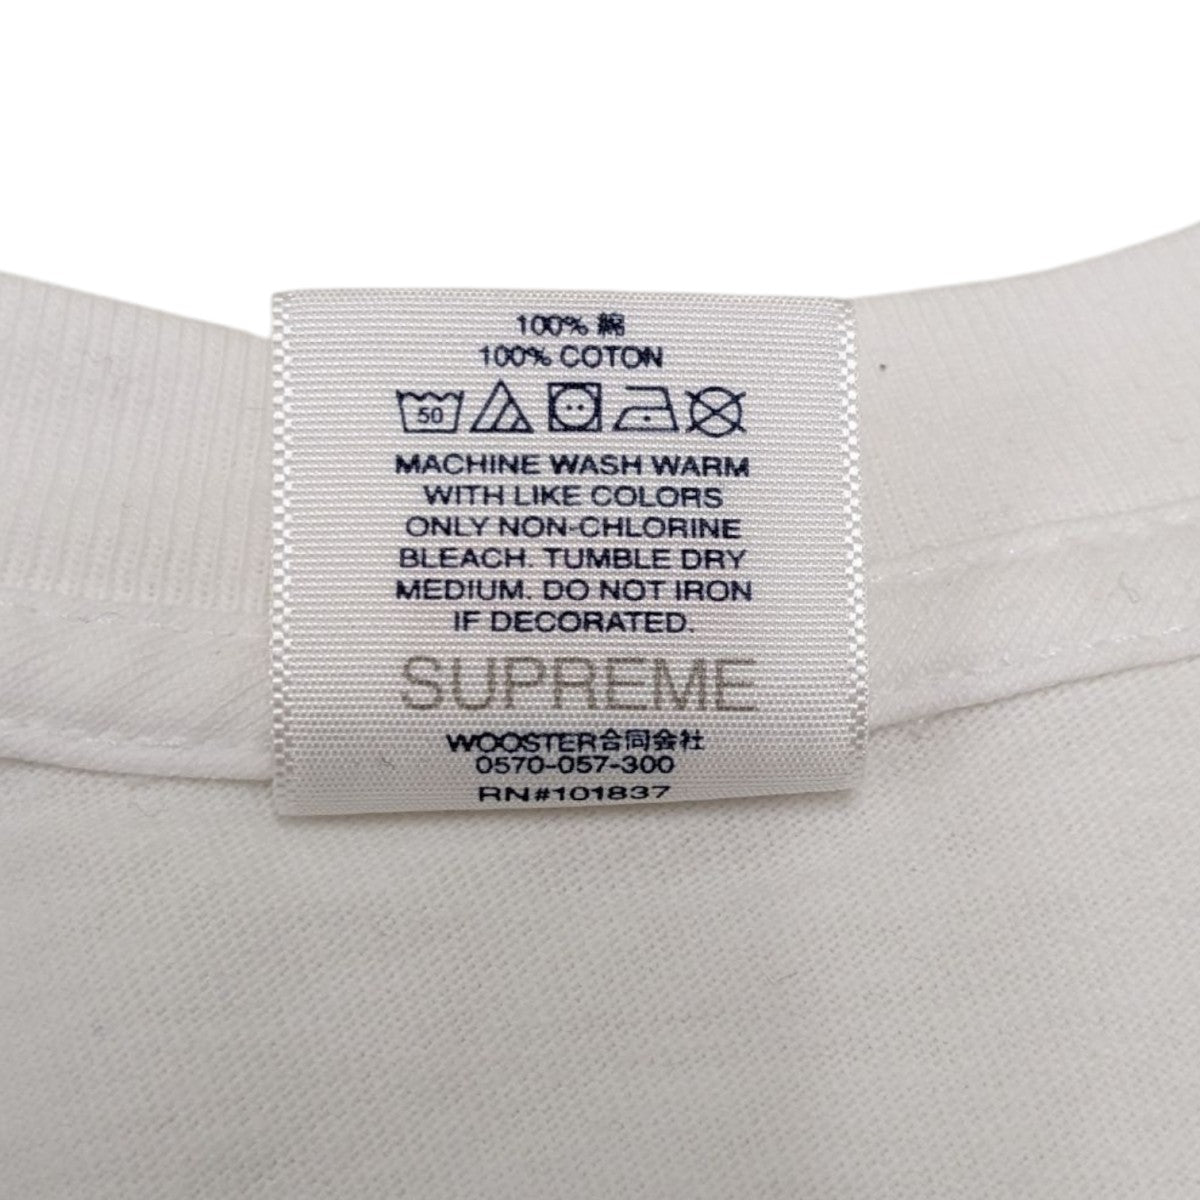 100% 綿
100% COTON
50
MACHINE WASH WARM
WITH LIKE COLORS
ONLY NON-CHLORINE
BLEACH. TUMBLE DRY
MEDIUM. DO NOT IRON
IF DECORATED.
SUPREME
WOOSTER合同会社
0570-057-300
RN#101837